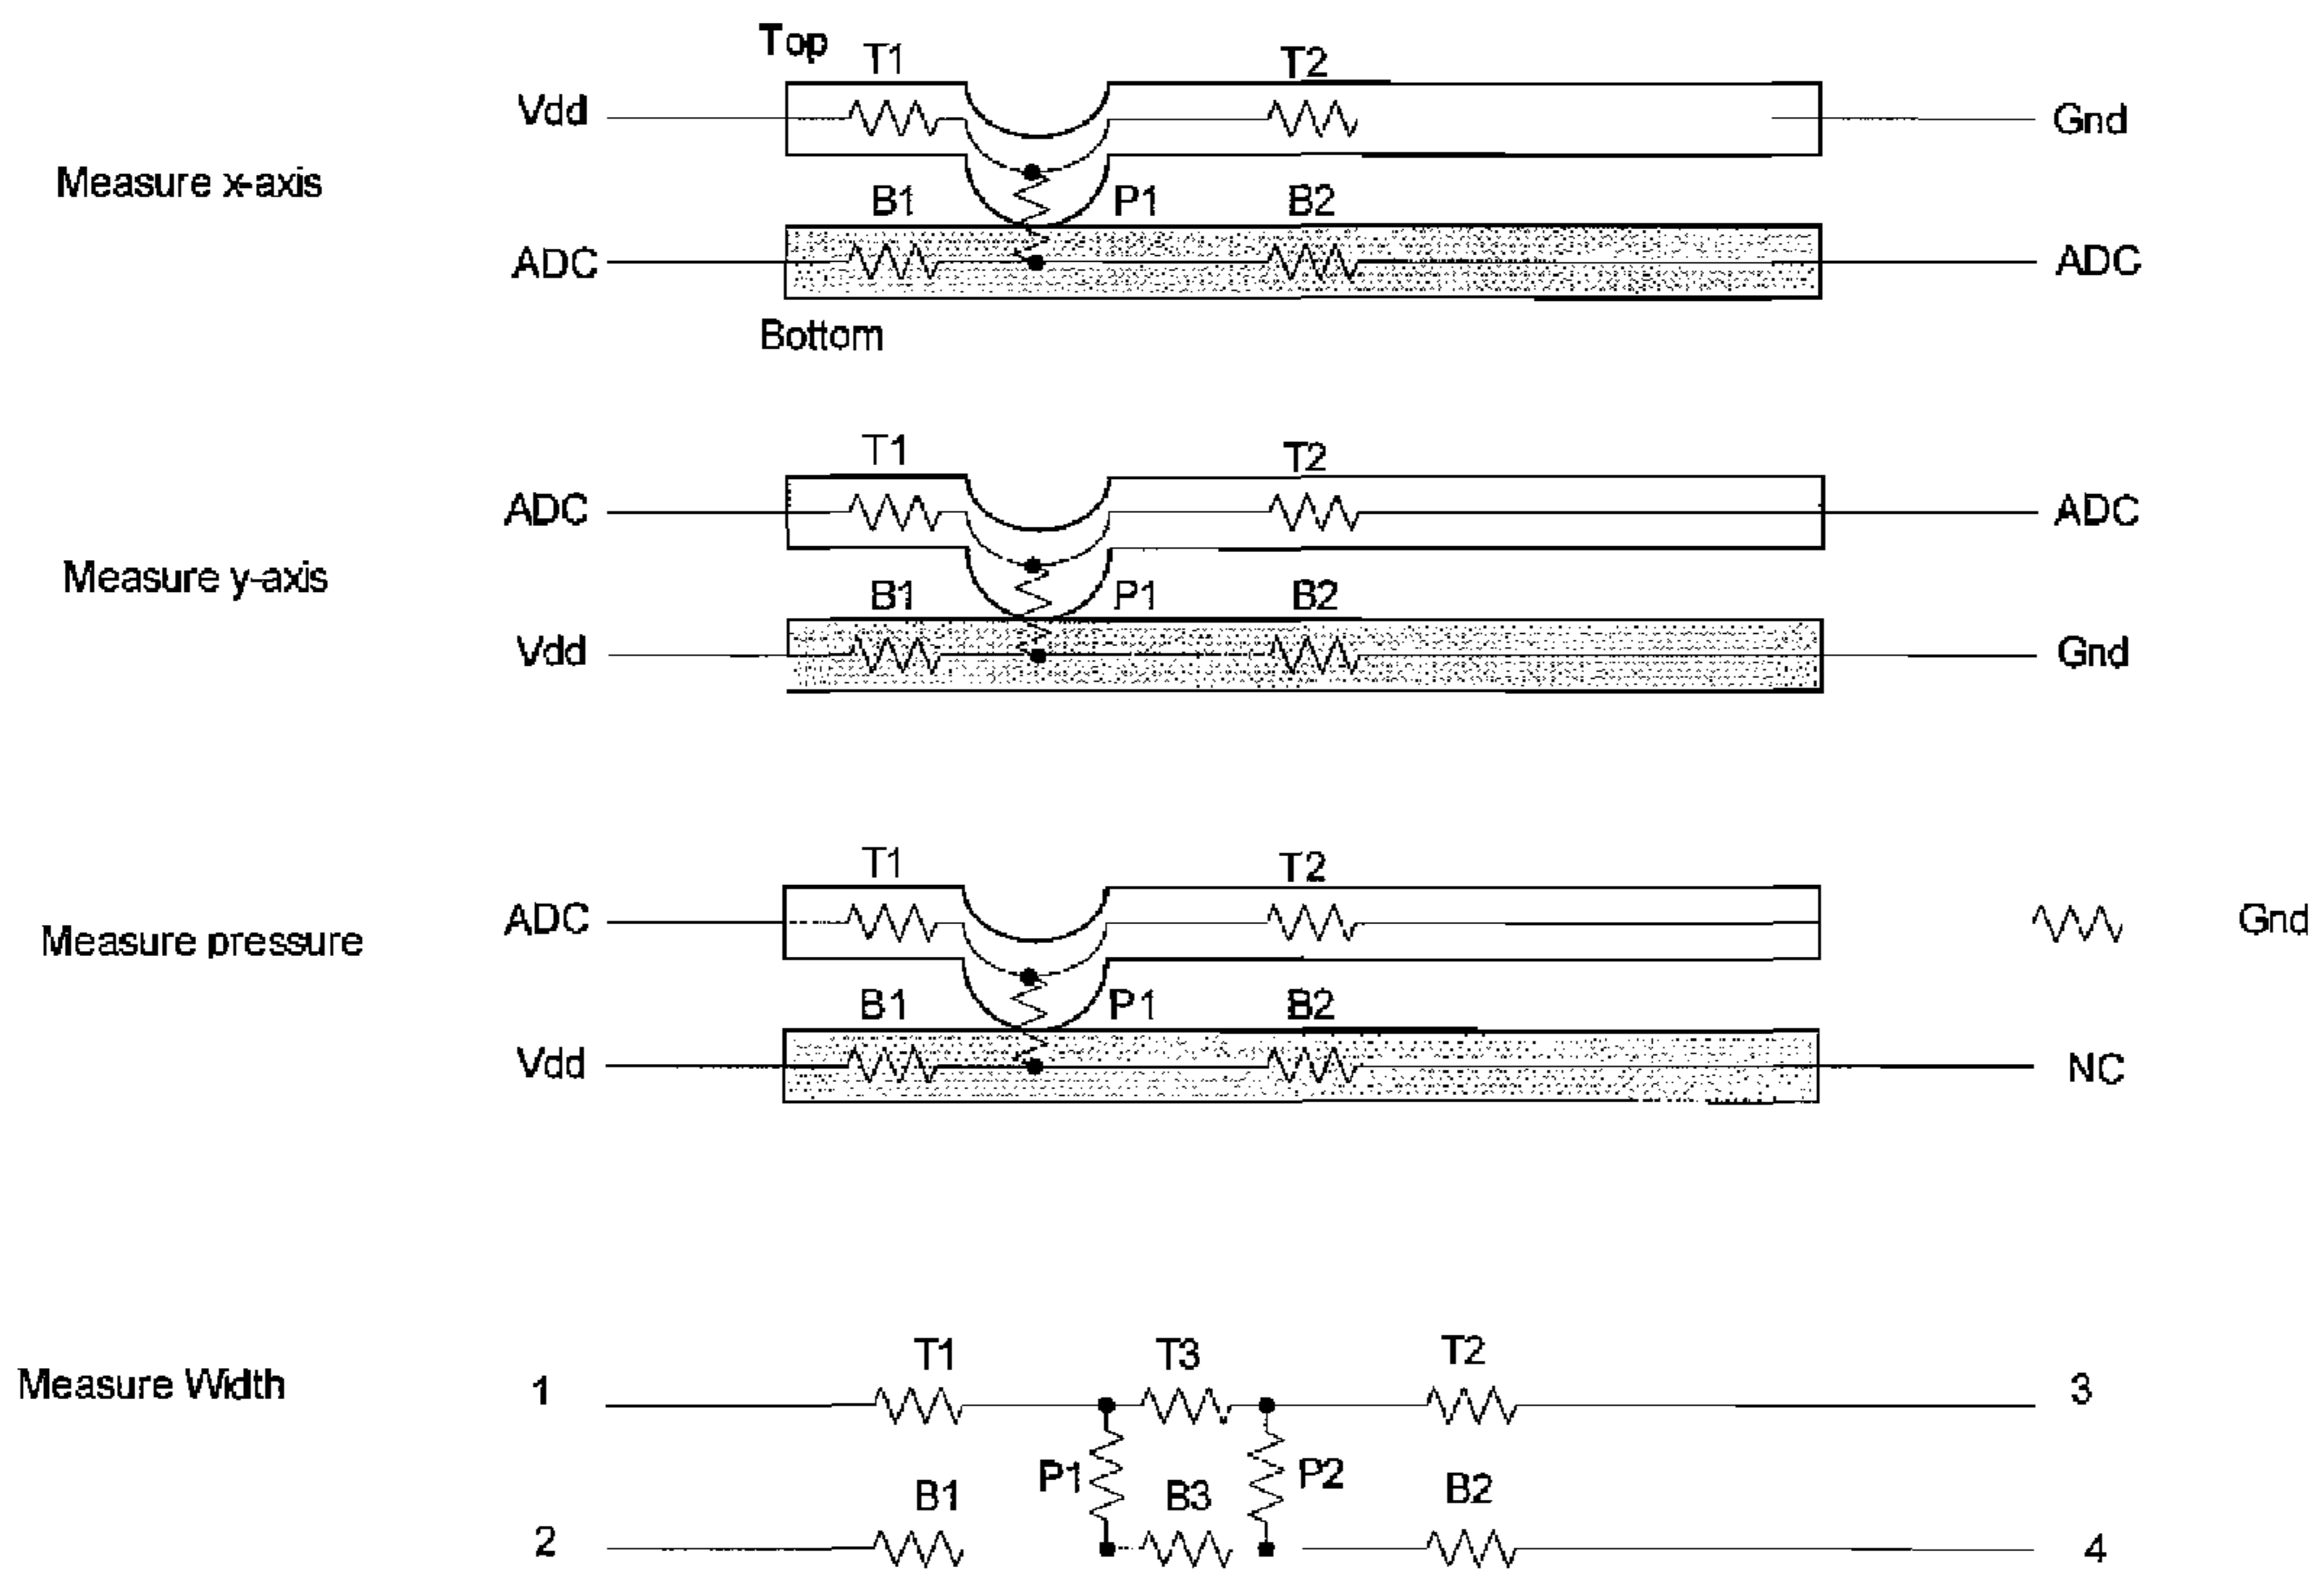 Top
T1
T2
Vdd
Gnd
Measure x-axis
B1
P1
B2
ADC
ADC
Bottom
T1
T2
ADC
ADC
Measure y-axis
B1
P1
B2
Vdd
Gnd
T1
T2
ADC
Gnd
Measure pressure
B1
P1
B2
Vdd
NC
T1
T3
T2
Measure Width
1
3
P1
P2
B1
B3
B2
2
4